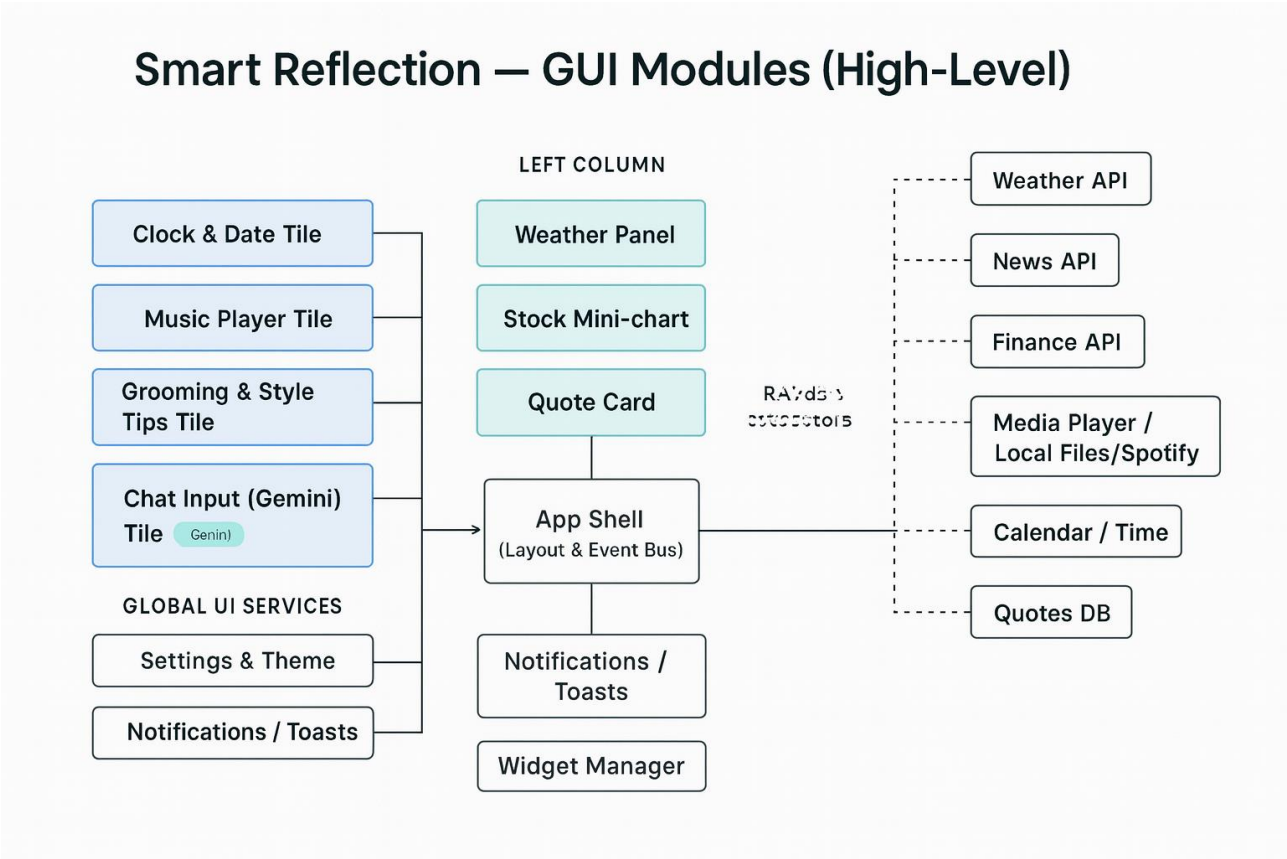 Smart Reflection — GUI Modules (High-Level)
Clock & Date Tile
Music Player Tile
Grooming & Style
Tips Tile
Chat Input (Gemini)
Tile Genin)
GLOBAL UI SERVICES
Settings & Theme
Notifications / Toasts
LEFT COLUMN
Weather Panel
Stock Mini-chart
Quote Card
App Shell
(Layout & Event Bus)
Notifications /
Toasts
Widget Manager
Weather API
News API
Finance API
Media Player /
Local Files/Spotify
Calendar / Time
Quotes DB